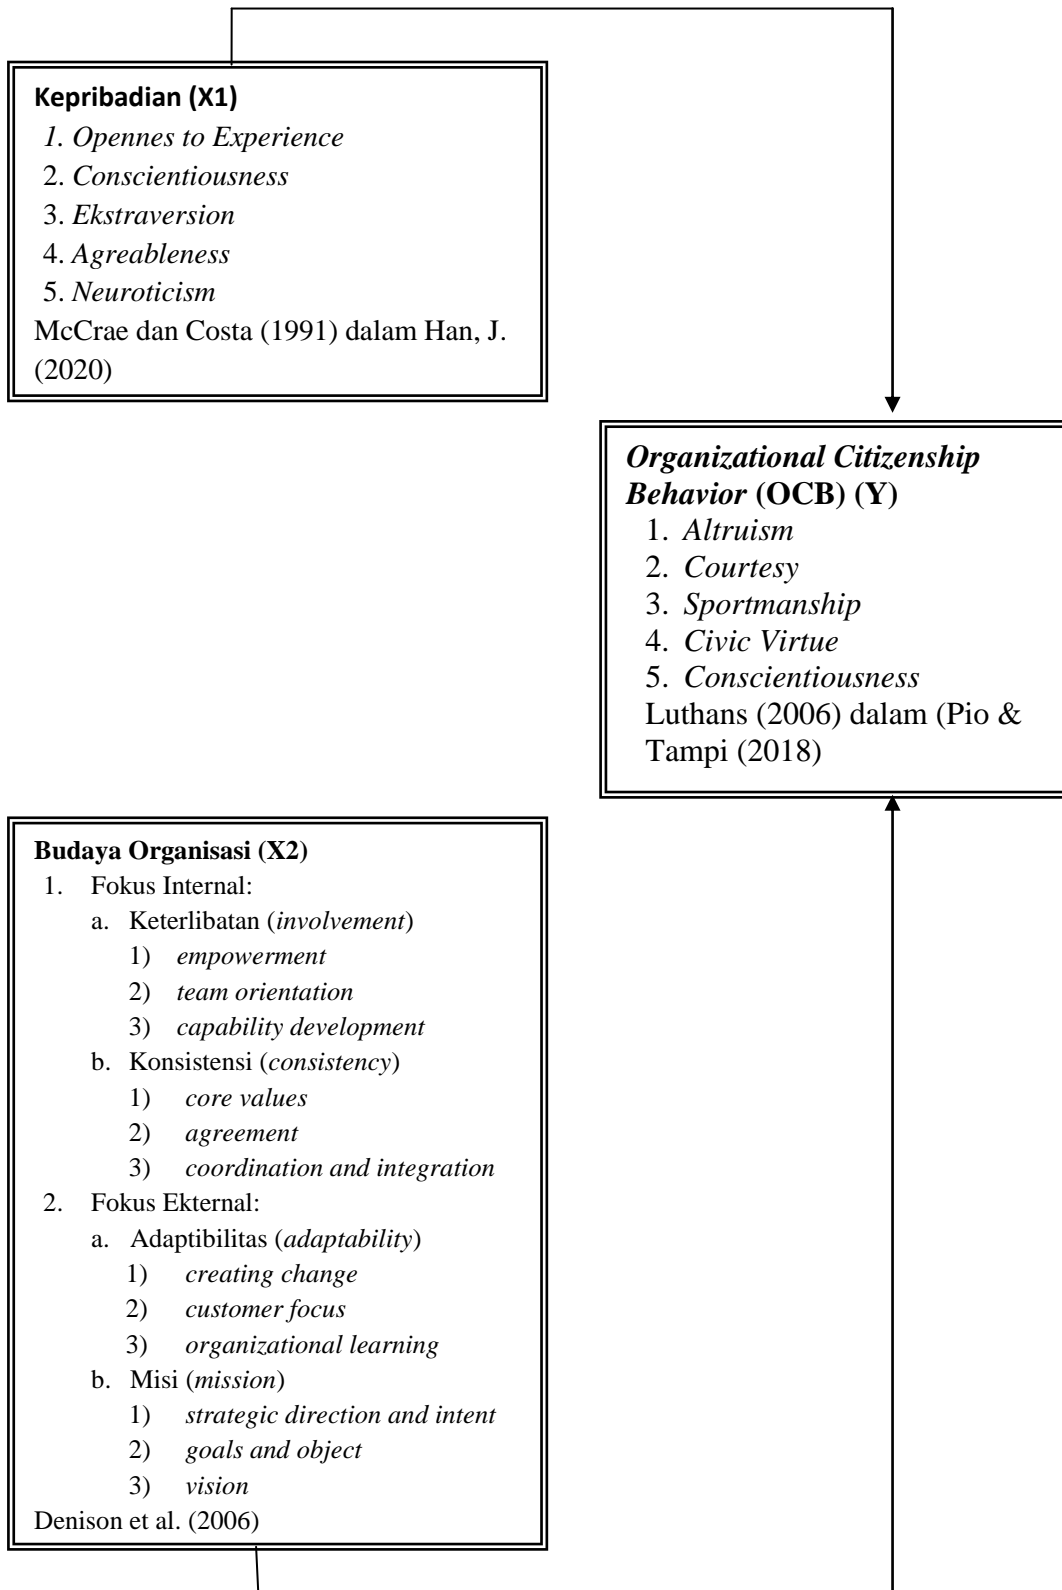 Kepribadian (X1)
1. Opennes to Experience
2. Conscientiousness
3. Ekstraversion
4. Agreableness
5. Neuroticism
McCrae dan Costa (1991) dalam Han, J.
(2020)
Organizational Citizenship
Behavior (OCB) (Y)
1. Altruism
2. Courtesy
3. Sportmanship
4. Civic Virtue
5. Conscientiousness
Luthans (2006) dalam (Pio &
Tampi (2018)
Budaya Organisasi (X2)
1. Fokus Internal:
a. Keterlibatan (involvement)
1) empowerment
2) team orientation
3) capability development
b. Konsistensi (consistency)
1) core values
2) agreement
3) coordination and integration
2. Fokus Ekternal:
a. Adaptibilitas (adaptability)
1) creating change
2) customer focus
3) organizational learning
b. Misi (mission)
1) strategic direction and intent
2) goals and object
3) vision
Denison et al. (2006)